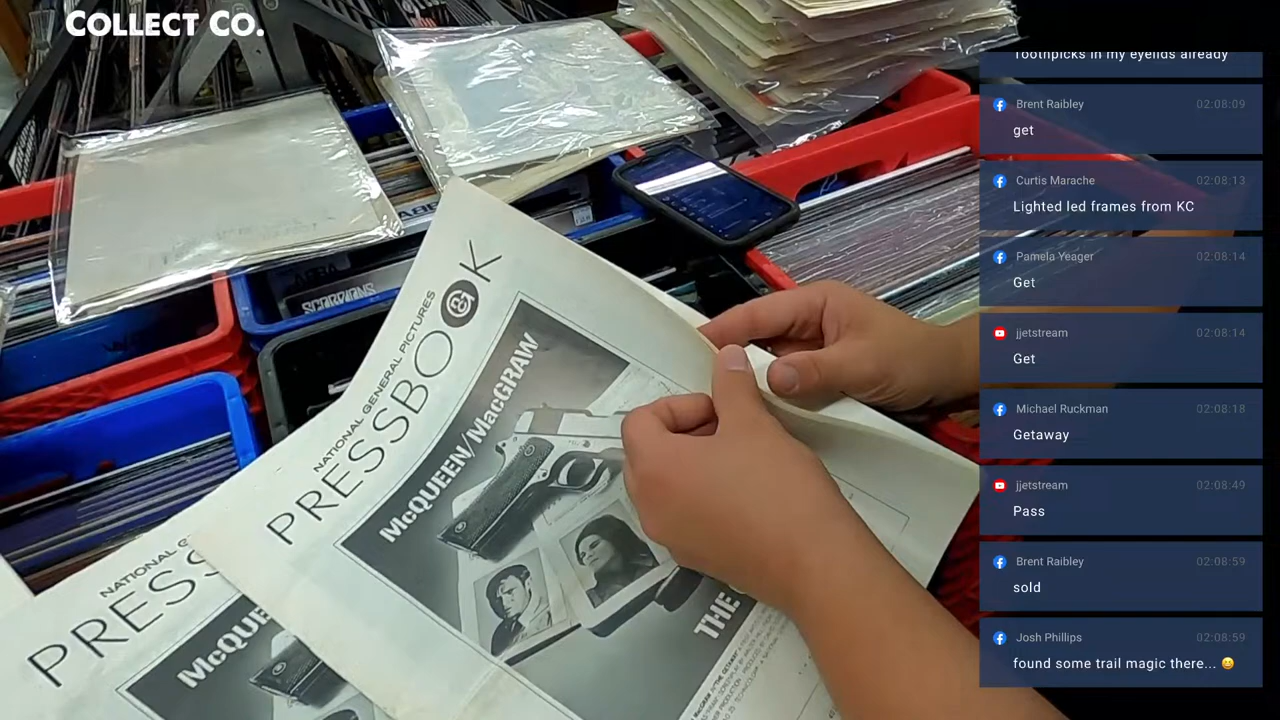 COLLECT CO.
ABBA
SCORPIONS
NATIONAL GENERAL PICTURES
PRESSBOOK
McQUEEN/MacGRAW
THE
NATIONAL G
PRESS
McQUE
Toothpicks in my eyelids already
Brent Raibley 02:08:09
get
Curtis Marache 02:08:13
Lighted led frames from KC
Pamela Yeager 02:08:14
Get
jjetstream 02:08:14
Get
Michael Ruckman 02:08:18
Getaway
jjetstream 02:08:49
Pass
Brent Raibley 02:08:59
sold
Josh Phillips 02:08:59
found some trail magic there... 😀